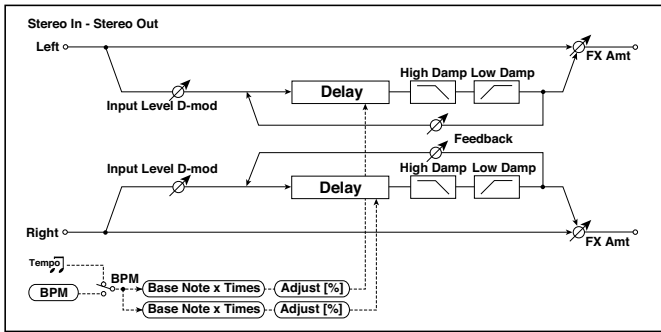 Stereo In - Stereo Out
Left
FX Amt
High Damp Low Damp
Delay
Input Level D-mod
Feedback
Input Level D-mod
High Damp Low Damp
Delay
Right
FX Amt
Tempo
BPM
BPM
Base Note x Times
Adjust [%]
Base Note x Times
Adjust [%]